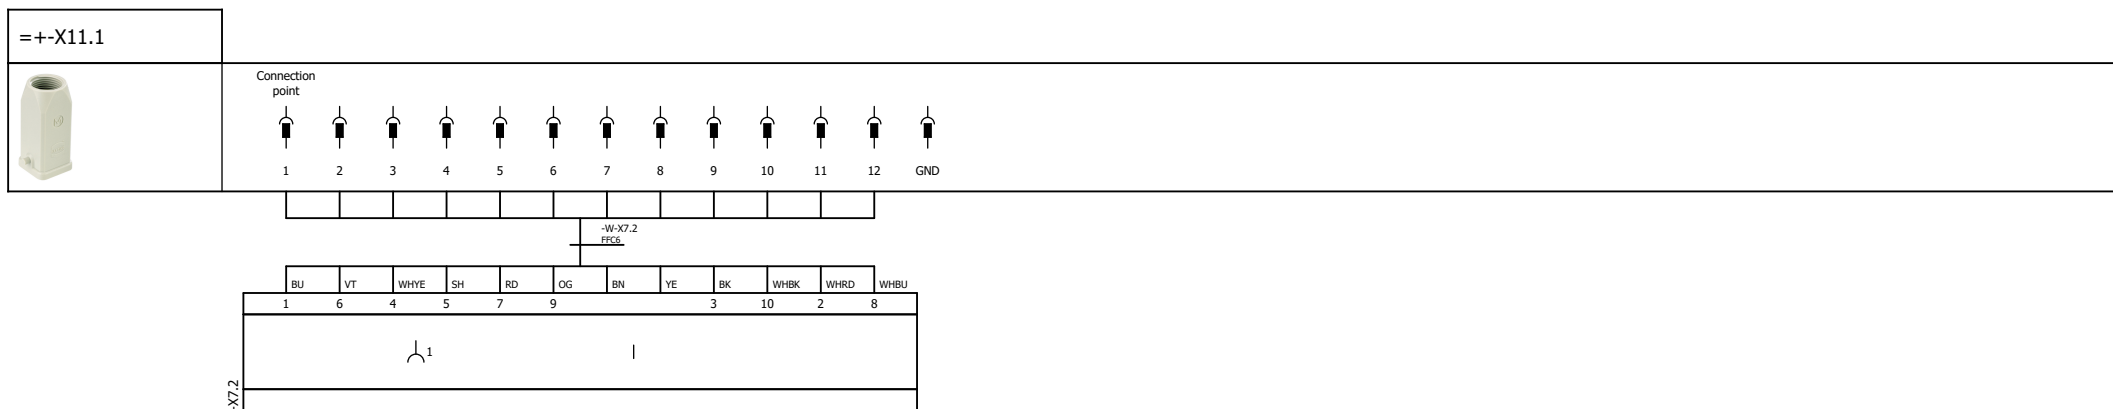 =+-X11.1
Connection
point
1 2 3 4 5 6 7 8 9 10 11 12 GND
-W-X7.2
FFC6
BU VT WHYE SH RD OG BN YE BK WHBK WHRD WHBU
1 6 4 5 7 9 3 10 2 8
1
-X7.2